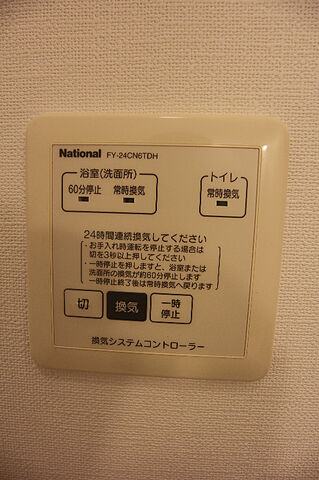 National FY-24CN6TDH
浴室(洗面所)
60分停止 常時換気
トイレ
常時換気
24時間連続換気してください
・お手入れ時運転を停止する場合は
切を3秒以上押してください
・一時停止を押しますと、浴室または
洗面所の換気が約60分停止します
一時停止終了後は常時換気へ戻ります
切 換気 一時
停止
換気システムコントローラー